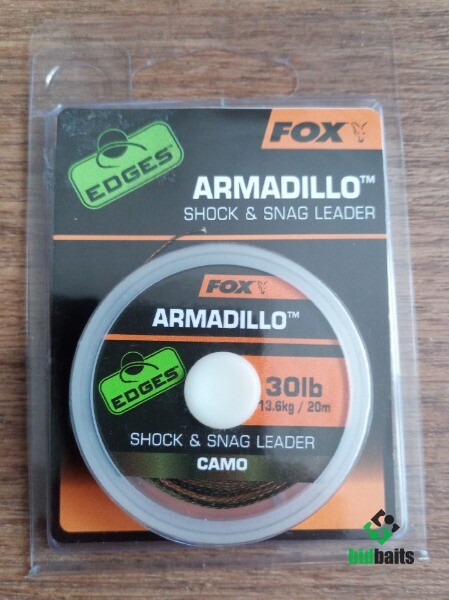 FOX
EDGES
ARMADILLO™
SHOCK & SNAG LEADER
FOX
ARMADILLO™
EDGES
30lb
13.6kg / 20m
SHOCK & SNAG LEADER
CAMO
bidbaits